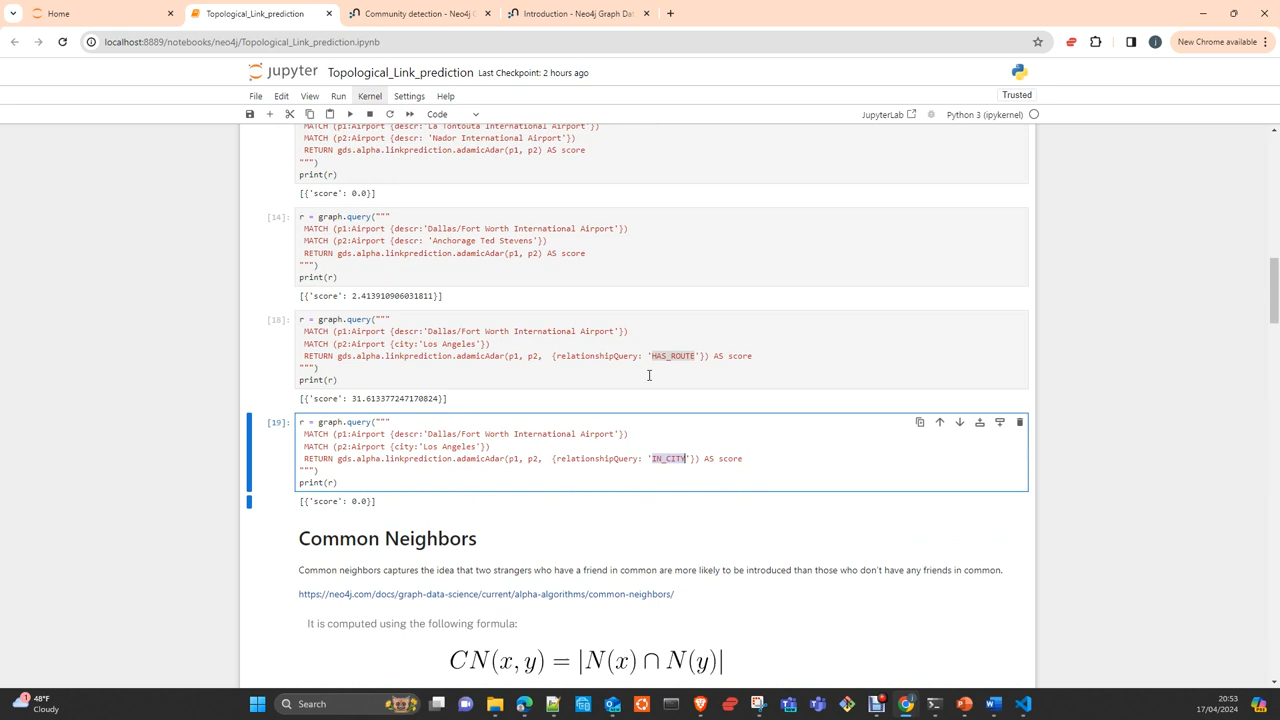 Home
Topological_Link_prediction
Community detection - Neo4j G
Introduction - Neo4j Graph Dat
localhost:8889/notebooks/neo4j/Topological_Link_prediction.ipynb
New Chrome available
jupyter Topological_Link_prediction Last Checkpoint: 2 hours ago
File Edit View Run Kernel Settings Help
Trusted
Code
JupyterLab
Python 3 (ipykernel)
MATCH (p1:Airport {descr:'La Tontouta International Airport'})
MATCH (p2:Airport {descr: 'Nador International Airport'})
RETURN gds.alpha.linkprediction.adamicAdar(p1, p2) AS score
""")
print(r)
[{'score': 0.0}]
[14]: r = graph.query("""
MATCH (p1:Airport {descr:'Dallas/Fort Worth International Airport'})
MATCH (p2:Airport {descr: 'Anchorage Ted Stevens'})
RETURN gds.alpha.linkprediction.adamicAdar(p1, p2) AS score
""")
print(r)
[{'score': 2.413910906031811}]
[18]: r = graph.query("""
MATCH (p1:Airport {descr:'Dallas/Fort Worth International Airport'})
MATCH (p2:Airport {city:'Los Angeles'})
RETURN gds.alpha.linkprediction.adamicAdar(p1, p2, {relationshipQuery: 'HAS_ROUTE'}) AS score
""")
print(r)
[{'score': 31.613377247170824}]
[19]: r = graph.query("""
MATCH (p1:Airport {descr:'Dallas/Fort Worth International Airport'})
MATCH (p2:Airport {city:'Los Angeles'})
RETURN gds.alpha.linkprediction.adamicAdar(p1, p2, {relationshipQuery: 'IN_CITY'}) AS score
""")
print(r)
[{'score': 0.0}]
Common Neighbors
Common neighbors captures the idea that two strangers who have a friend in common are more likely to be introduced than those who don't have any friends in common.
https://neo4j.com/docs/graph-data-science/current/alpha-algorithms/common-neighbors/
It is computed using the following formula:
CN(x, y) = |N(x) ∩ N(y)|
48°F
Cloudy
Search
20:53
17/04/2024